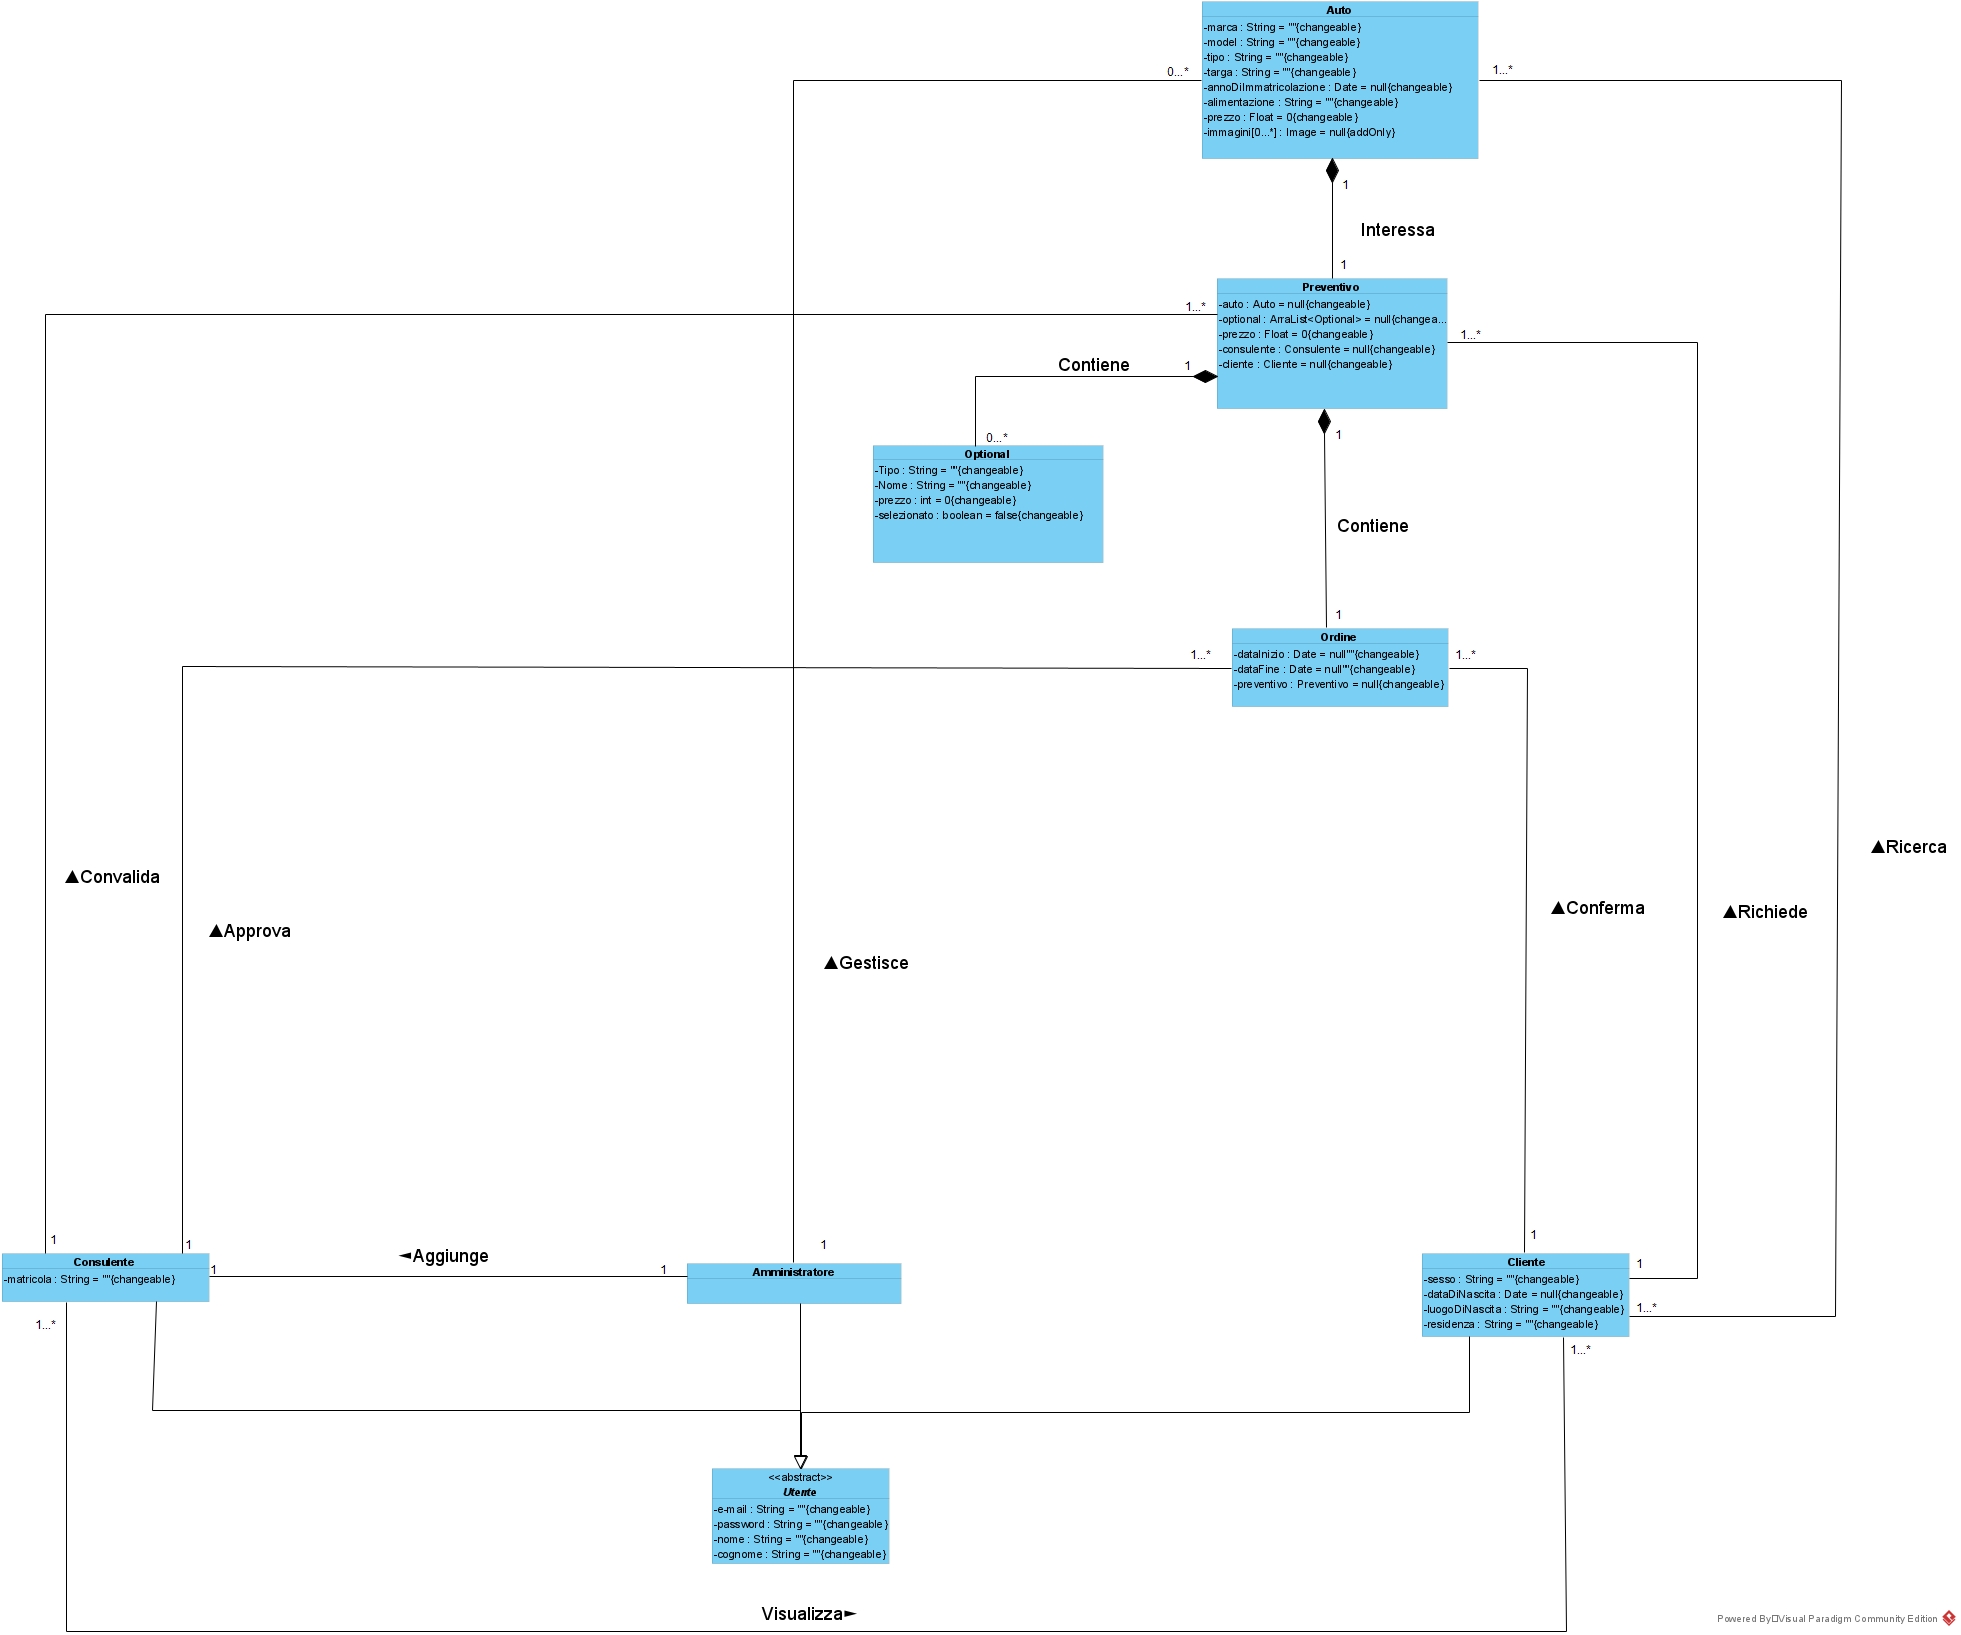 Auto
-marca : String = ""{changeable}
-model : String = ""{changeable}
-tipo : String = ""{changeable}
-targa : String = ""{changeable}
-annoDiImmatricolazione : Date = null{changeable}
-alimentazione : String = ""{changeable}
-prezzo : Float = 0{changeable}
-immagini[0...*] : Image = null{addOnly}
0...*
1...*
1
Interessa
1
Preventivo
-auto : Auto = null{changeable}
-optional : ArraList<Optional> = null{changea...
-prezzo : Float = 0{changeable}
-consulente : Consulente = null{changeable}
-cliente : Cliente = null{changeable}
1...*
1...*
Contiene
1
0...*
1
Optional
-Tipo : String = ""{changeable}
-Nome : String = ""{changeable}
-prezzo : int = 0{changeable}
-selezionato : boolean = false{changeable}
Contiene
1
Ordine
-dataInizio : Date = null""{changeable}
-dataFine : Date = null""{changeable}
-preventivo : Preventivo = null{changeable}
1...*
1...*
▲Ricerca
▲Convalida
▲Approva
▲Conferma
▲Richiede
▲Gestisce
1
1
1
1
Consulente
-matricola : String = ""{changeable}
1
◄Aggiunge
1
Amministratore
Cliente
-sesso : String = ""{changeable}
-dataDiNascita : Date = null{changeable}
-luogoDiNascita : String = ""{changeable}
-residenza : String = ""{changeable}
1
1...*
1...*
1...*
<<abstract>>
Utente
-e-mail : String = ""{changeable}
-password : String = ""{changeable}
-nome : String = ""{changeable}
-cognome : String = ""{changeable}
Visualizza►
Powered By□Visual Paradigm Community Edition